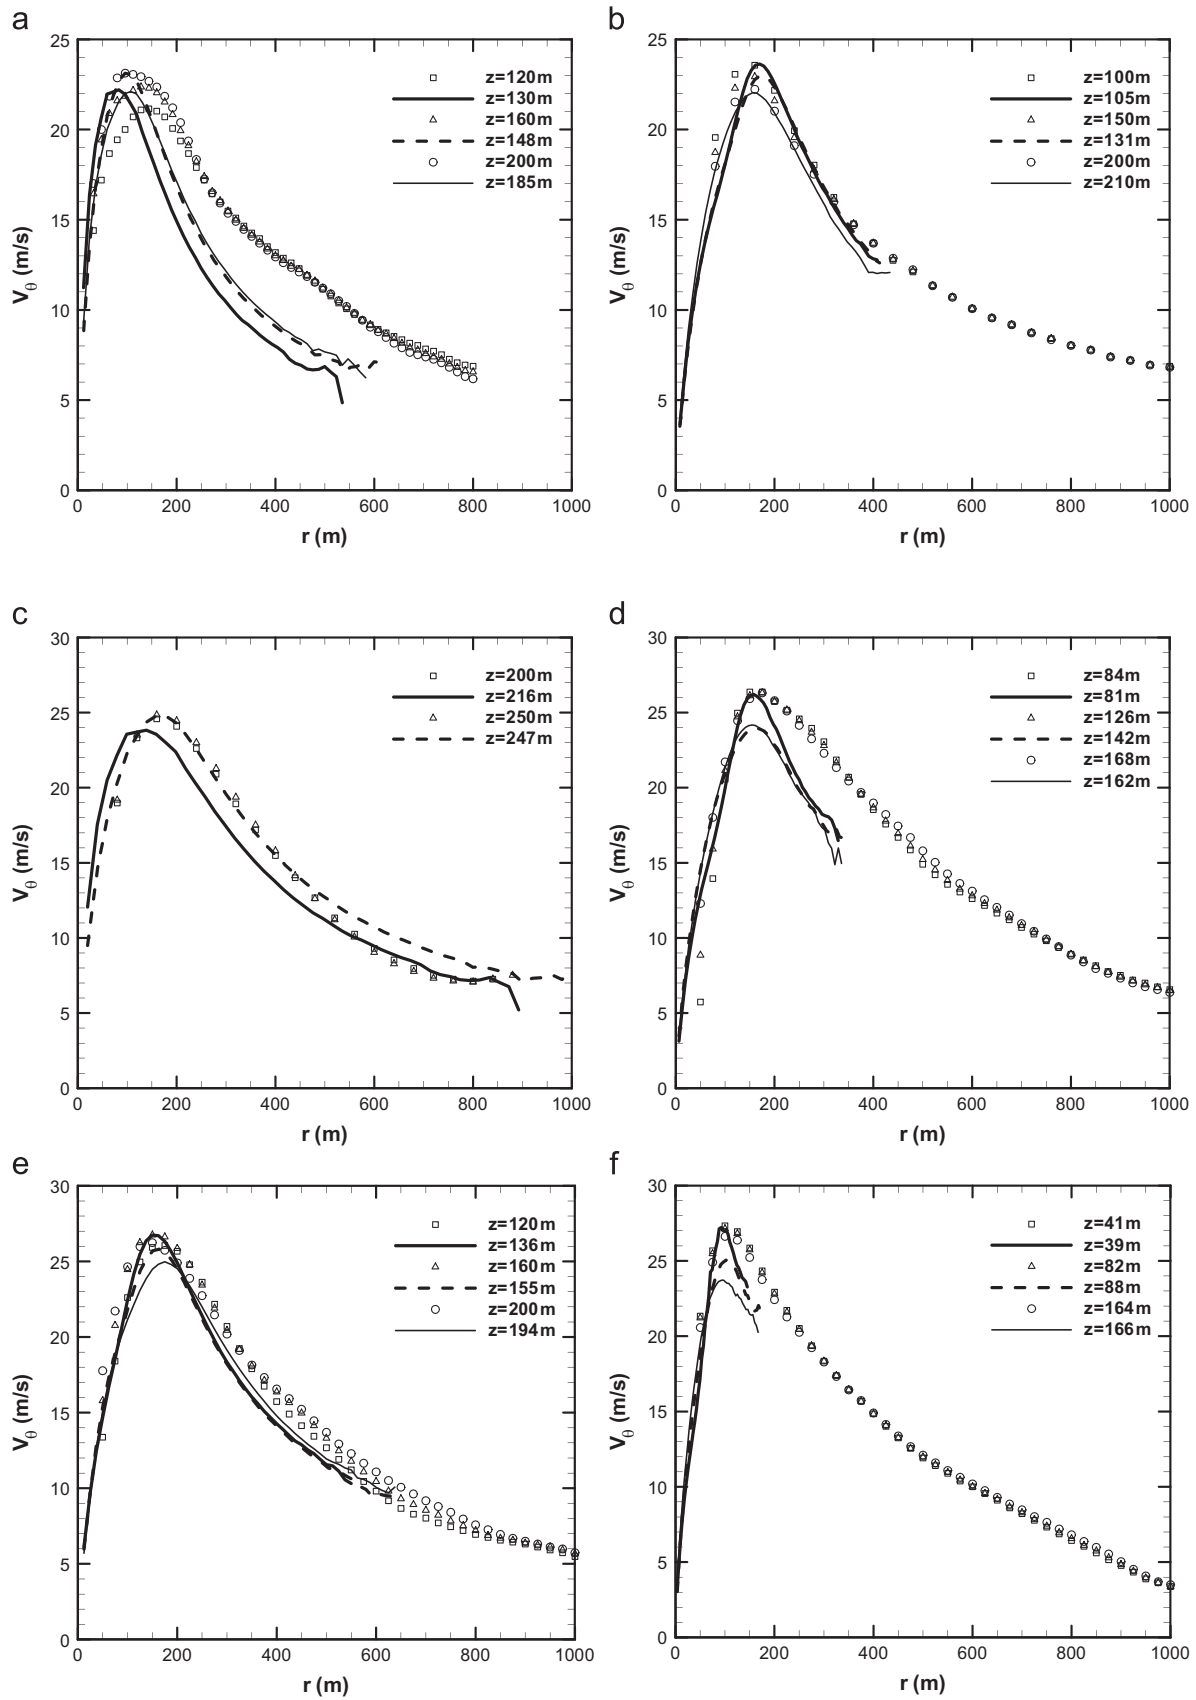 a
25
20
15
10
5
0
Vθ (m/s)
z=120m
z=130m
z=160m
z=148m
z=200m
z=185m
0 200 400 600 800 1000
r (m)
b
25
20
15
10
5
0
Vθ (m/s)
z=100m
z=105m
z=150m
z=131m
z=200m
z=210m
0 200 400 600 800 1000
r (m)
c
30
25
20
15
10
5
0
Vθ (m/s)
z=200m
z=216m
z=250m
z=247m
0 200 400 600 800 1000
r (m)
d
30
25
20
15
10
5
0
Vθ (m/s)
z=84m
z=81m
z=126m
z=142m
z=168m
z=162m
0 200 400 600 800 1000
r (m)
e
30
25
20
15
10
5
0
Vθ (m/s)
z=120m
z=136m
z=160m
z=155m
z=200m
z=194m
0 200 400 600 800 1000
r (m)
f
30
25
20
15
10
5
0
Vθ (m/s)
z=41m
z=39m
z=82m
z=88m
z=164m
z=166m
0 200 400 600 800 1000
r (m)